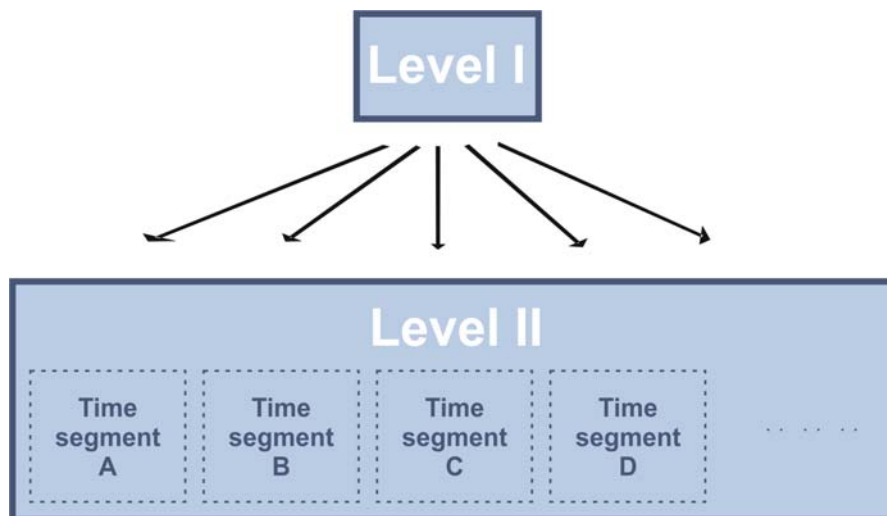 Level I
Level II
Time
segment
A
Time
segment
B
Time
segment
C
Time
segment
D
.. .. ..